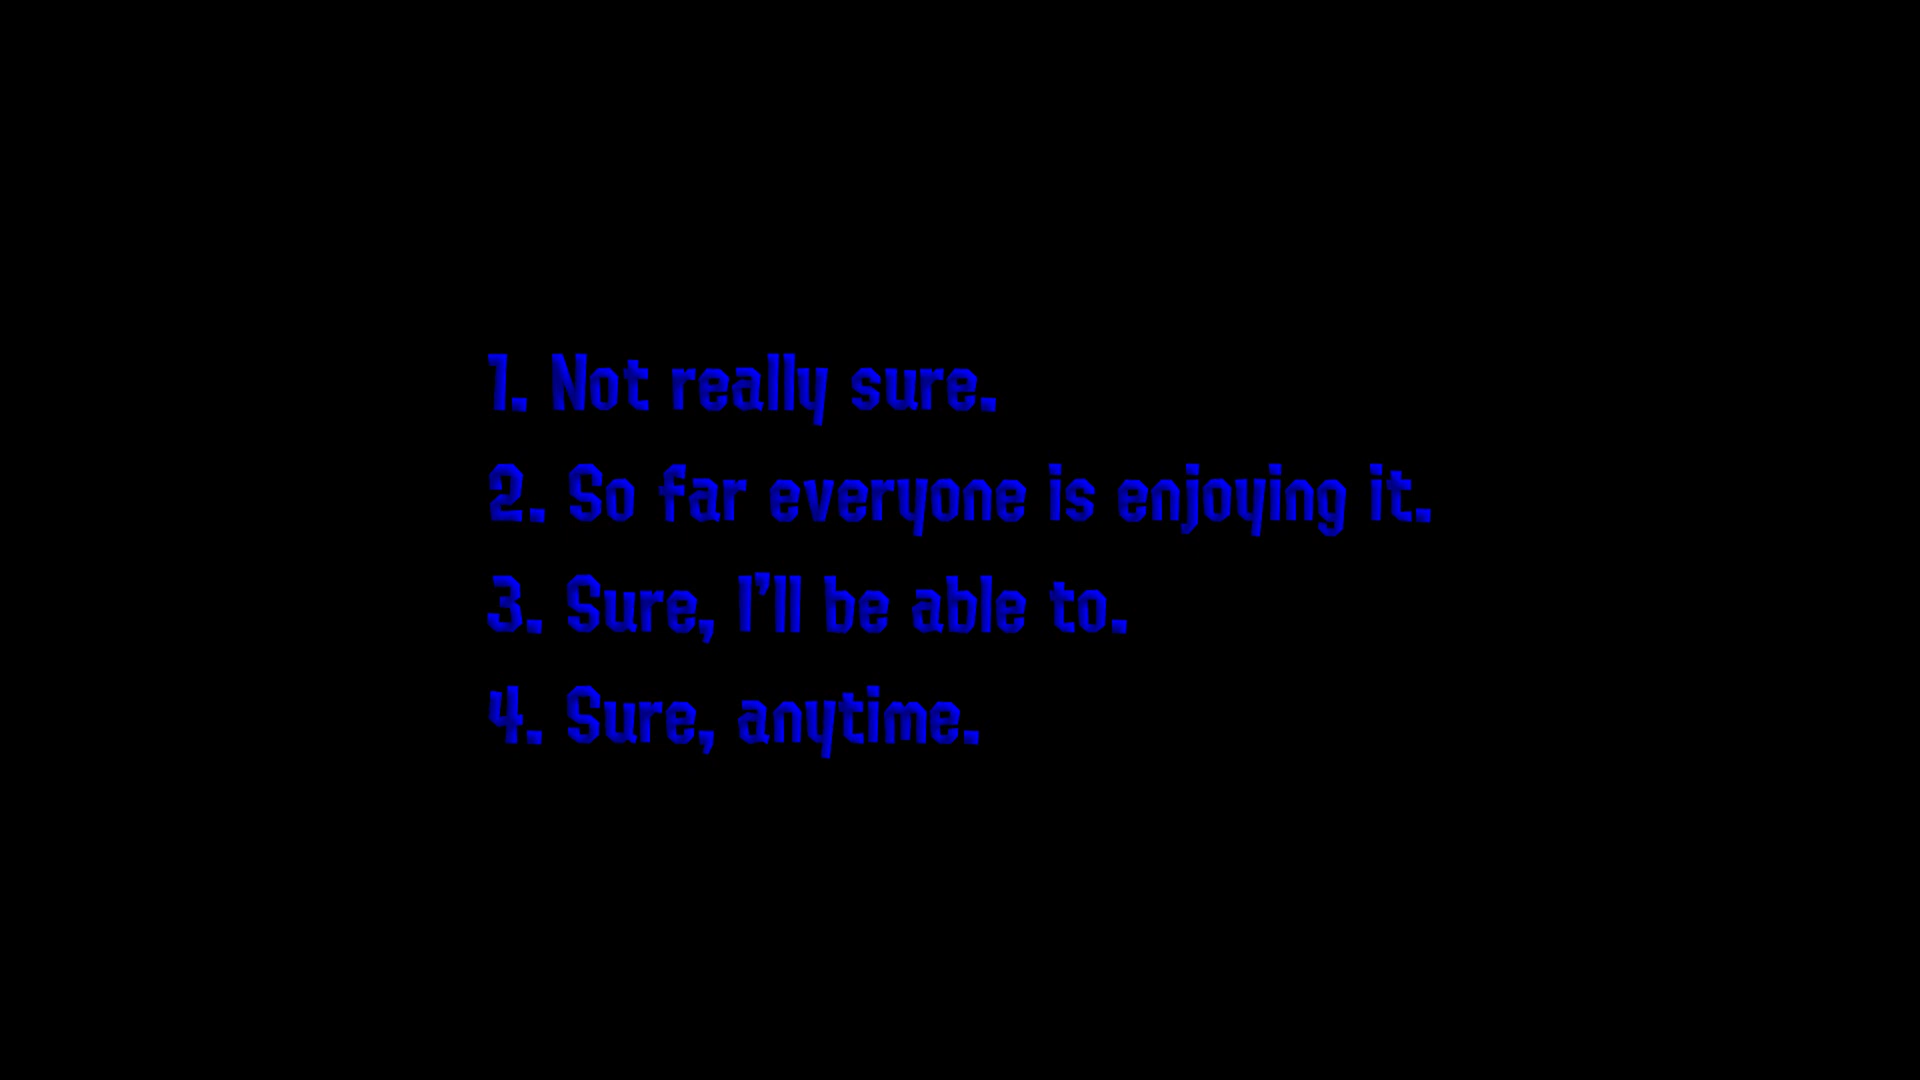 1. Not really sure.
2. So far everyone is enjoying it.
3. Sure, I'll be able to.
4. Sure, anytime.